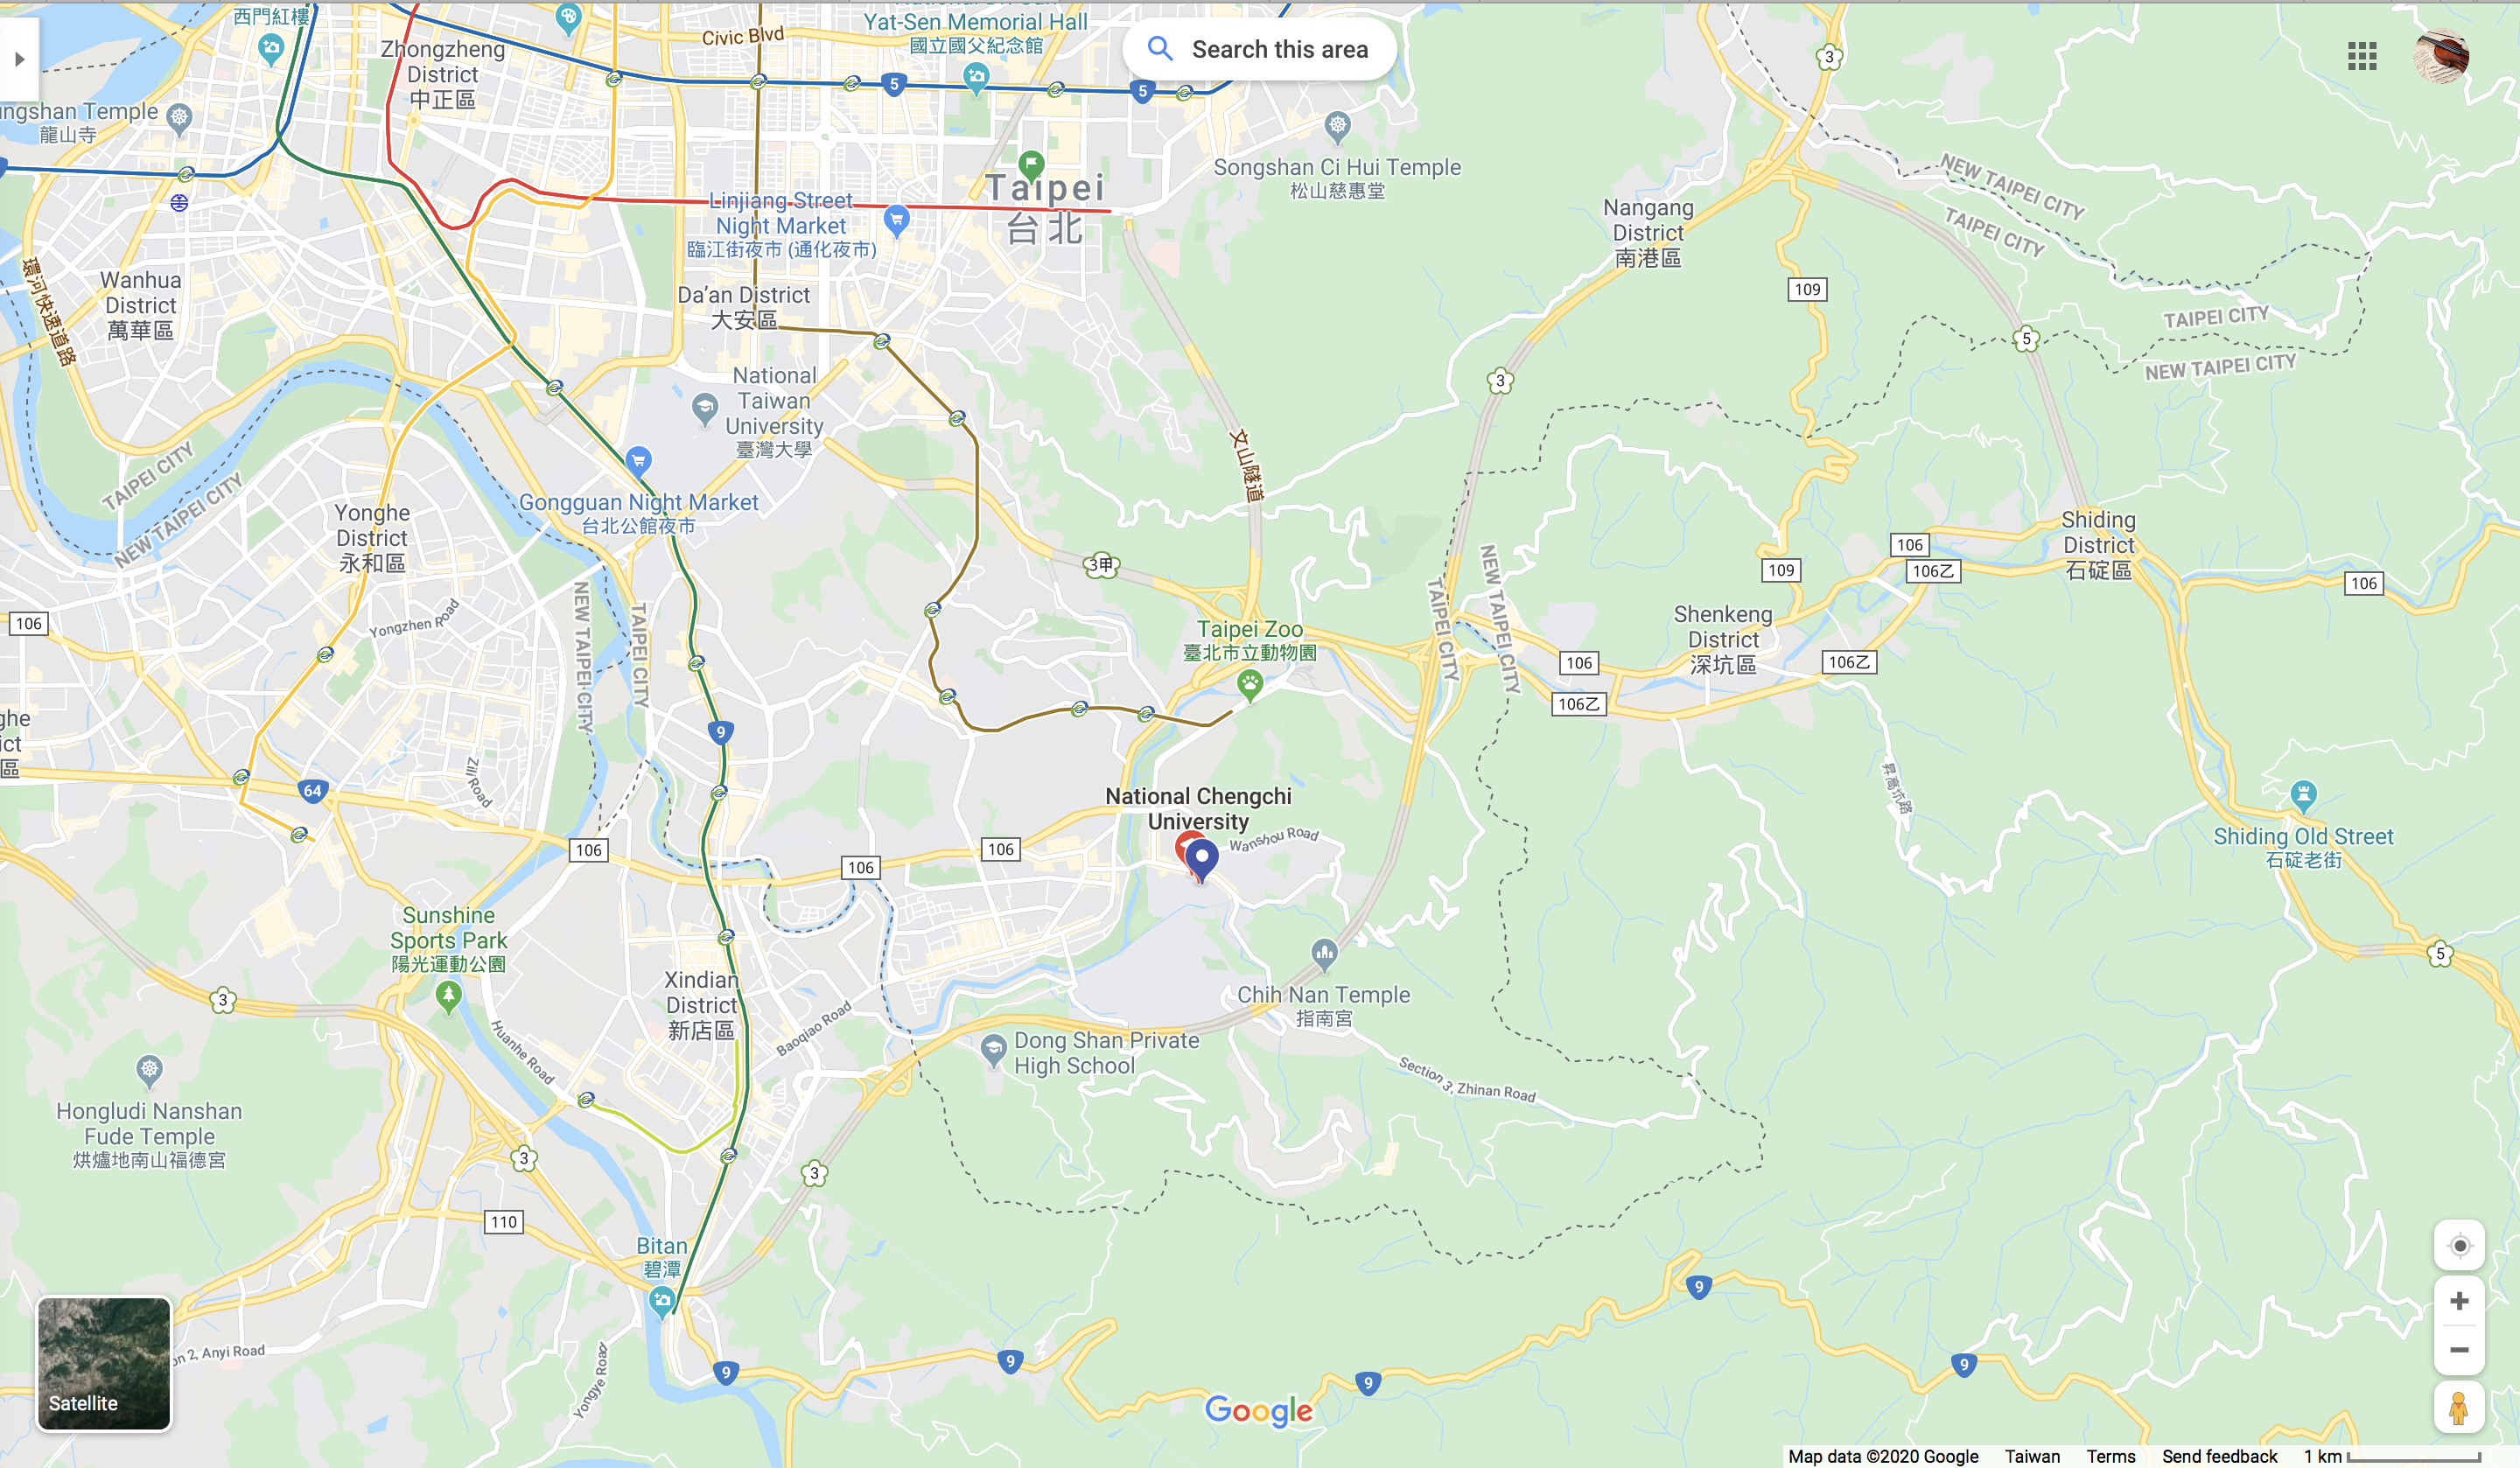 西門紅樓
Zhongzheng
District
中正區
Civic Blvd
Yat-Sen Memorial Hall
國立國父紀念館
Search this area
3
5
5
ngshan Temple
龍山寺
Songshan Ci Hui Temple
松山慈惠堂
Taipei
台北
Linjiang Street
Night Market
臨江街夜市 (通化夜市)
NEW TAIPEI CITY
TAIPEI CITY
Nangang
District
南港區
109
TAIPEI CITY
NEW TAIPEI CITY
5
環河快速道路
Wanhua
District
萬華區
Da'an District
大安區
3
National
Taiwan
University
臺灣大學
文山隧道
TAIPEI CITY
NEW TAIPEI CITY
Gongguan Night Market
台北公館夜市
Yonghe
District
永和區
3甲
106
109
106乙
Shiding
District
石碇區
106
106
Yongzhen Road
NEW TAIPEI CITY
TAIPEI CITY
TAIPEI CITY
NEW TAIPEI CITY
Taipei Zoo
臺北市立動物園
Shenkeng
District
深坑區
106
106乙
106乙
ghe
ict
區
9
64
Zili Road
昇高坑路
National Chengchi
University
Wanshou Road
106
106
106
Shiding Old Street
石碇老街
Sunshine
Sports Park
陽光運動公園
5
3
Xindian
District
新店區
Huanhe Road
Baoqiao Road
Chih Nan Temple
指南宮
Dong Shan Private
High School
Section 3, Zhinan Road
Hongludi Nanshan
Fude Temple
烘爐地南山福德宮
3
3
110
Bitan
碧潭
9
9
9
9
9
on 2, Anyi Road
Yongye Road
Satellite
Google
Map data ©2020 Google Taiwan Terms Send feedback 1 km